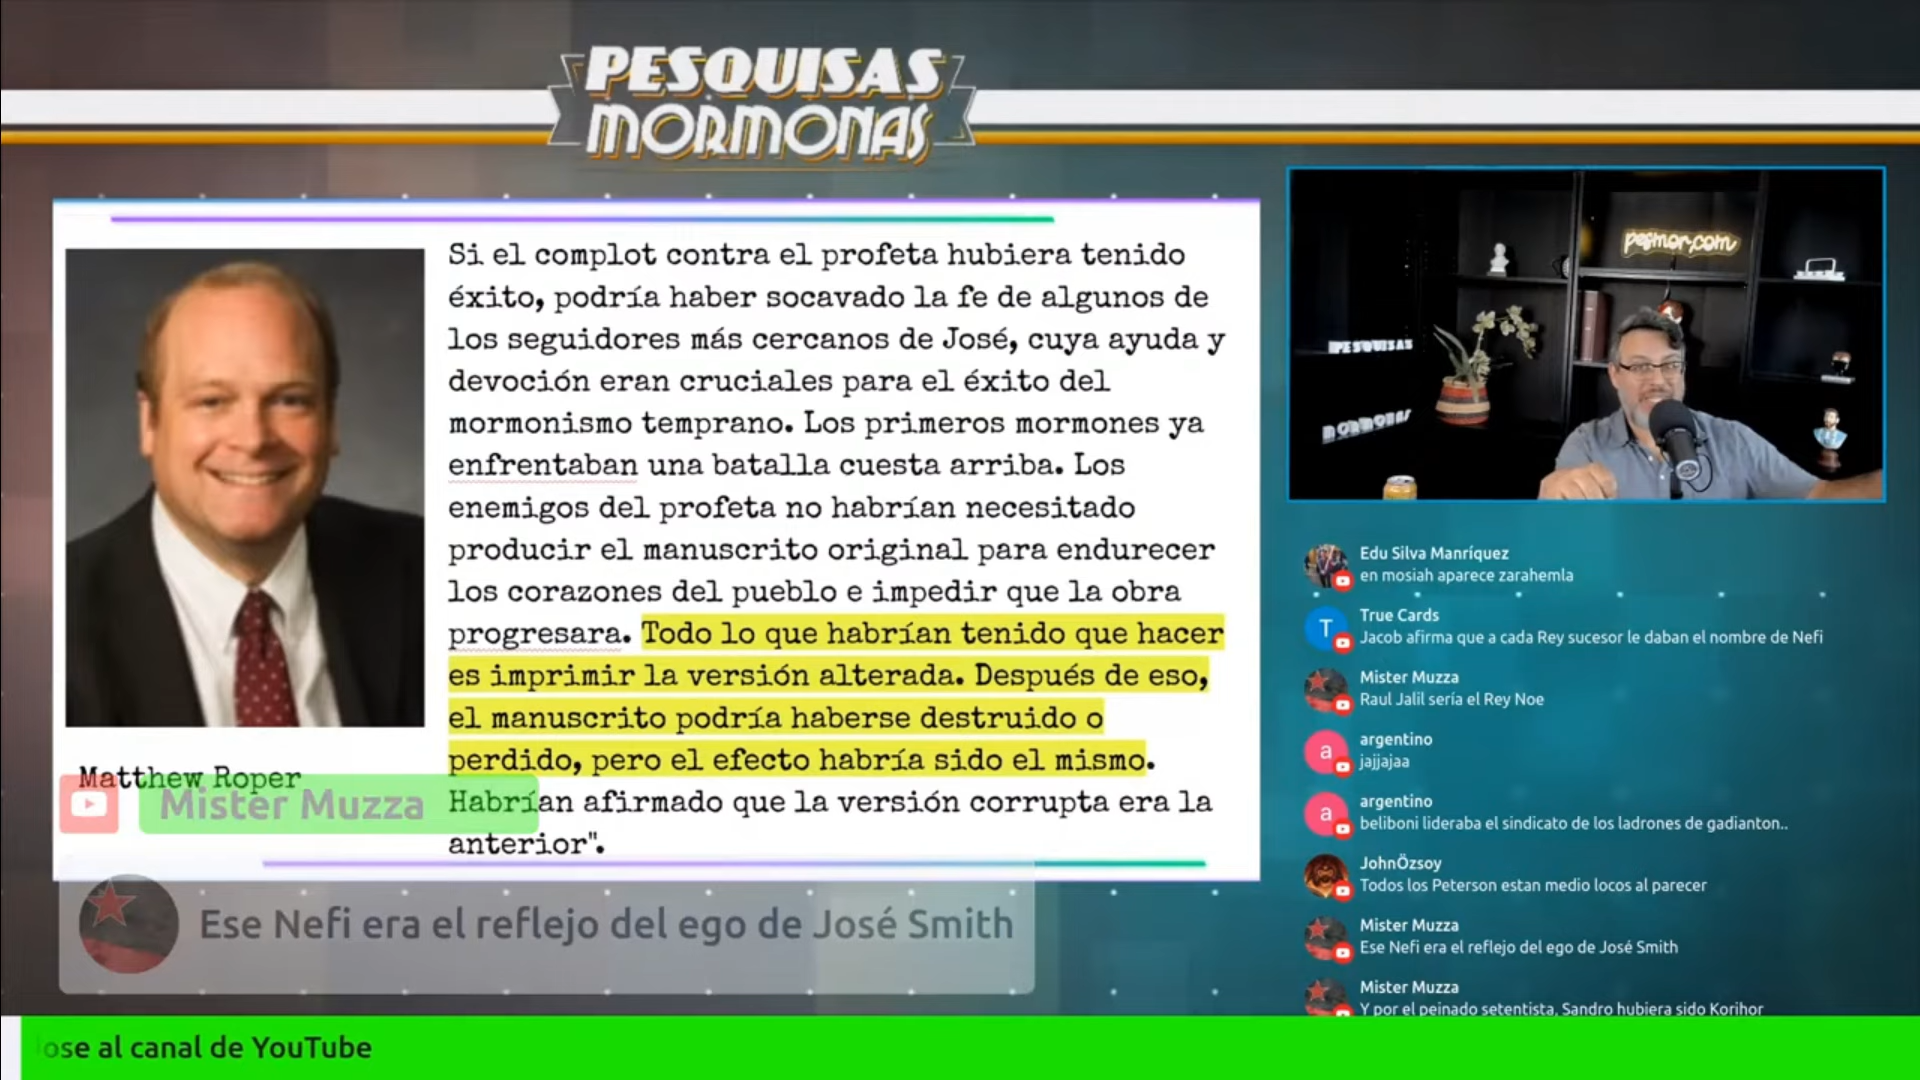 PESQUISAS
MORMONAS
Si el complot contra el profeta hubiera tenido
éxito, podría haber socavado la fe de algunos de
los seguidores más cercanos de José, cuya ayuda y
devoción eran cruciales para el éxito del
mormonismo temprano. Los primeros mormones ya
enfrentaban una batalla cuesta arriba. Los
enemigos del profeta no habrían necesitado
producir el manuscrito original para endurecer
los corazones del pueblo e impedir que la obra
progresara. Todo lo que habrían tenido que hacer
es imprimir la versión alterada. Después de eso,
el manuscrito podría haberse destruido o
perdido, pero el efecto habría sido el mismo.
Habrían afirmado que la versión corrupta era la
anterior".
Matthew Roper
Mister Muzza
Ese Nefi era el reflejo del ego de José Smith
pesmor.com
PESQUISAS
MORMONAS
Edu Silva Manríquez
en mosiah aparece zarahemla
T
True Cards
Jacob afirma que a cada Rey sucesor le daban el nombre de Nefi
Mister Muzza
Raul Jalil sería el Rey Noe
a
argentino
jajjajaa
a
argentino
beliboni lideraba el sindicato de los ladrones de gadianton..
JohnÖzsoy
Todos los Peterson estan medio locos al parecer
Mister Muzza
Ese Nefi era el reflejo del ego de José Smith
Mister Muzza
Y por el peinado setentista, Sandro hubiera sido Korihor
ose al canal de YouTube